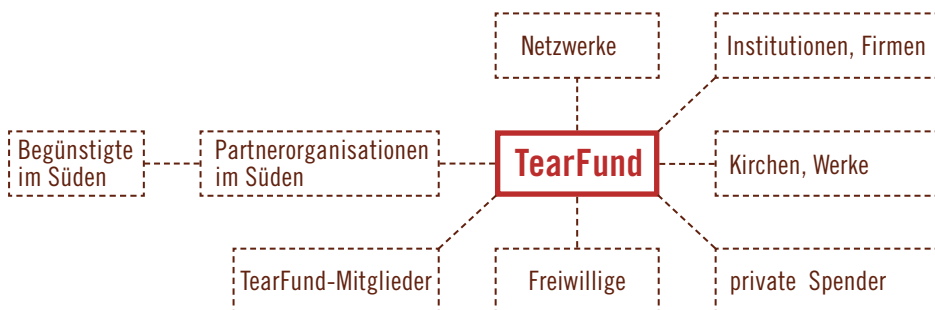 Netzwerke
Institutionen, Firmen
Begünstigte
im Süden
Partnerorganisationen
im Süden
TearFund
Kirchen, Werke
TearFund-Mitglieder
Freiwillige
private Spender